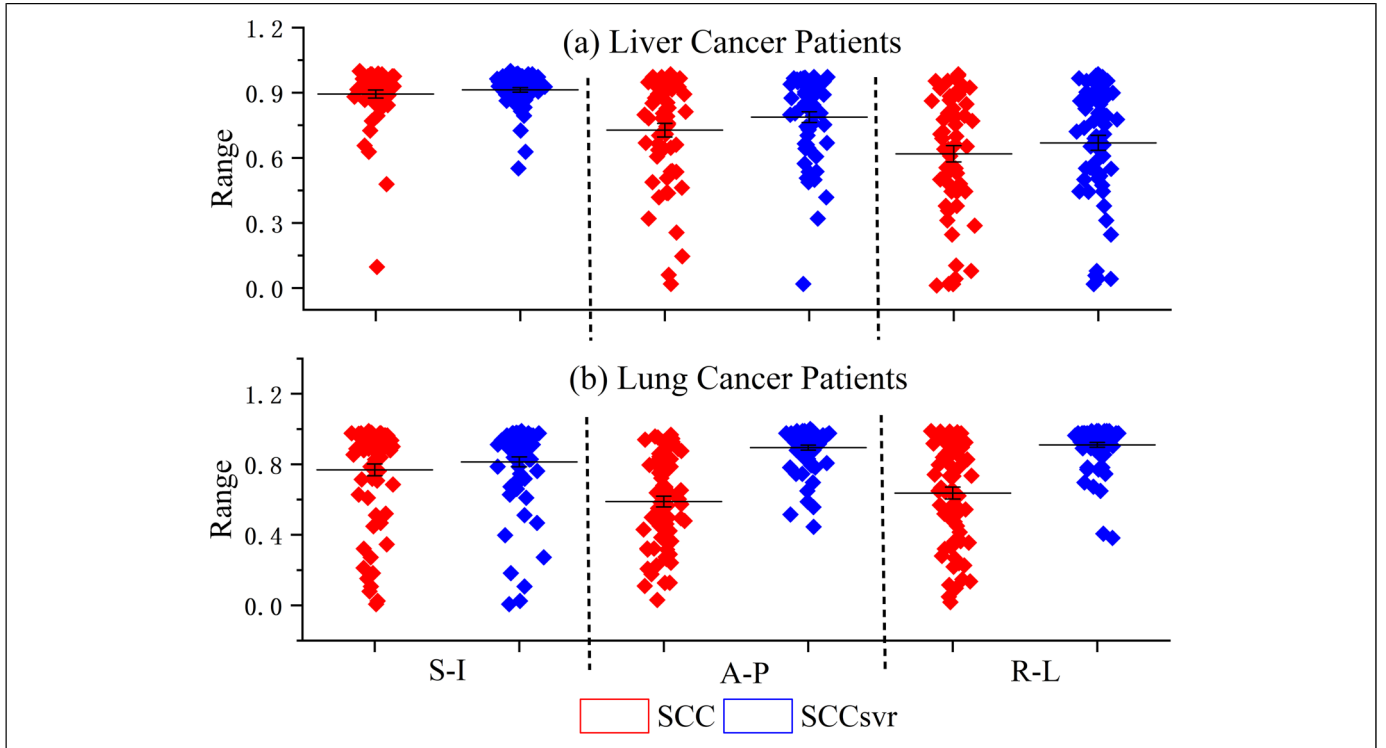 (a) Liver Cancer Patients
Range
1.2
0.9
0.6
0.3
0.0
(b) Lung Cancer Patients
Range
1.2
0.8
0.4
0.0
S-I A-P R-L
SCC SCCsvr